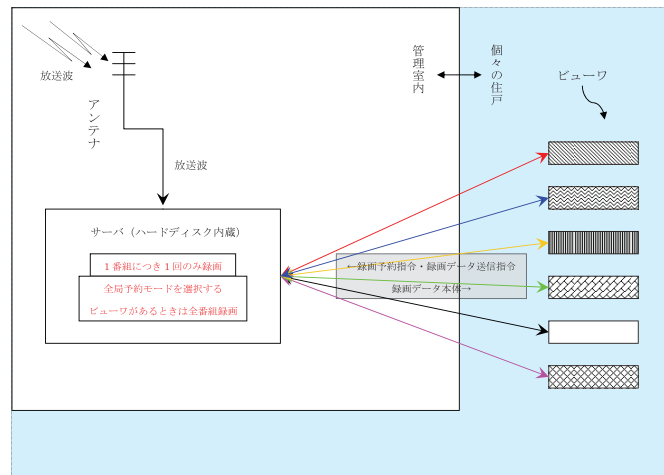 放送波
アンテナ
放送波
管理室内
個々の住戸
ビューワ
サーバ（ハードディスク内蔵）
１番組につき１回のみ録画
全局予約モードを選択する
ビューワがあるときは全番組録画
←録画予約指令・録画データ送信指令
録画データ本体→